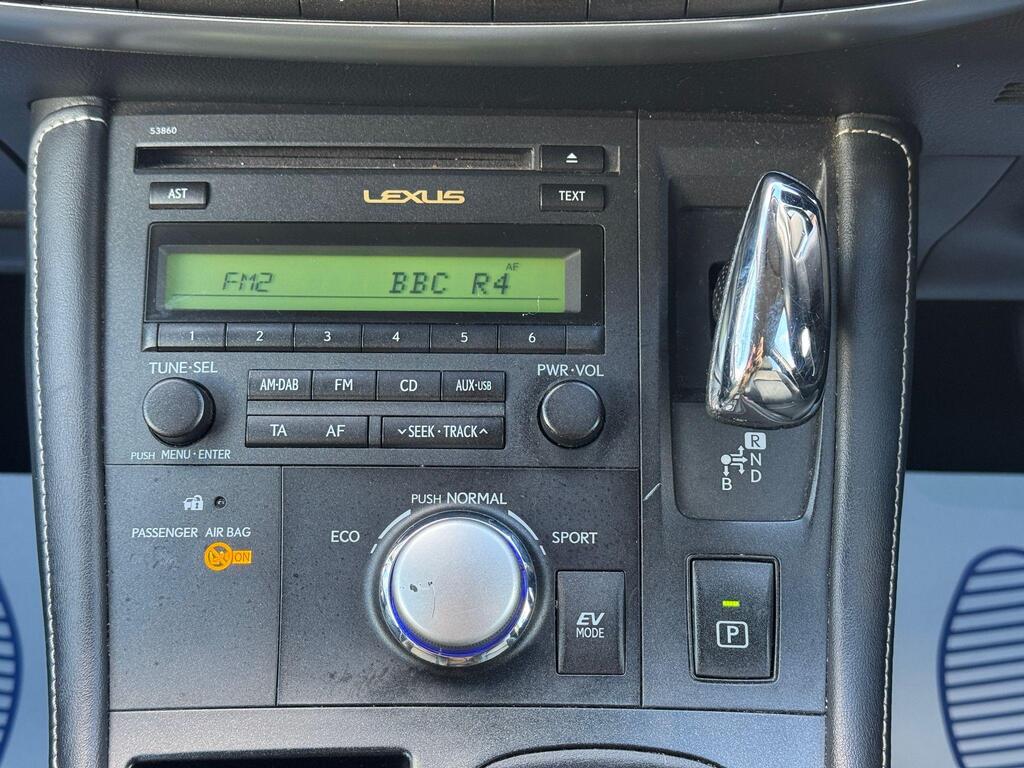 53860
AST
LEXUS
TEXT
FM2 BBC R4 AF
1 2 3 4 5 6
TUNE·SEL
PWR·VOL
AM·DAB FM CD AUX·USB
TA AF SEEK·TRACK
PUSH MENU·ENTER
R
N
D
B
PUSH NORMAL
ECO
SPORT
PASSENGER AIR BAG
ON
EV
MODE
P